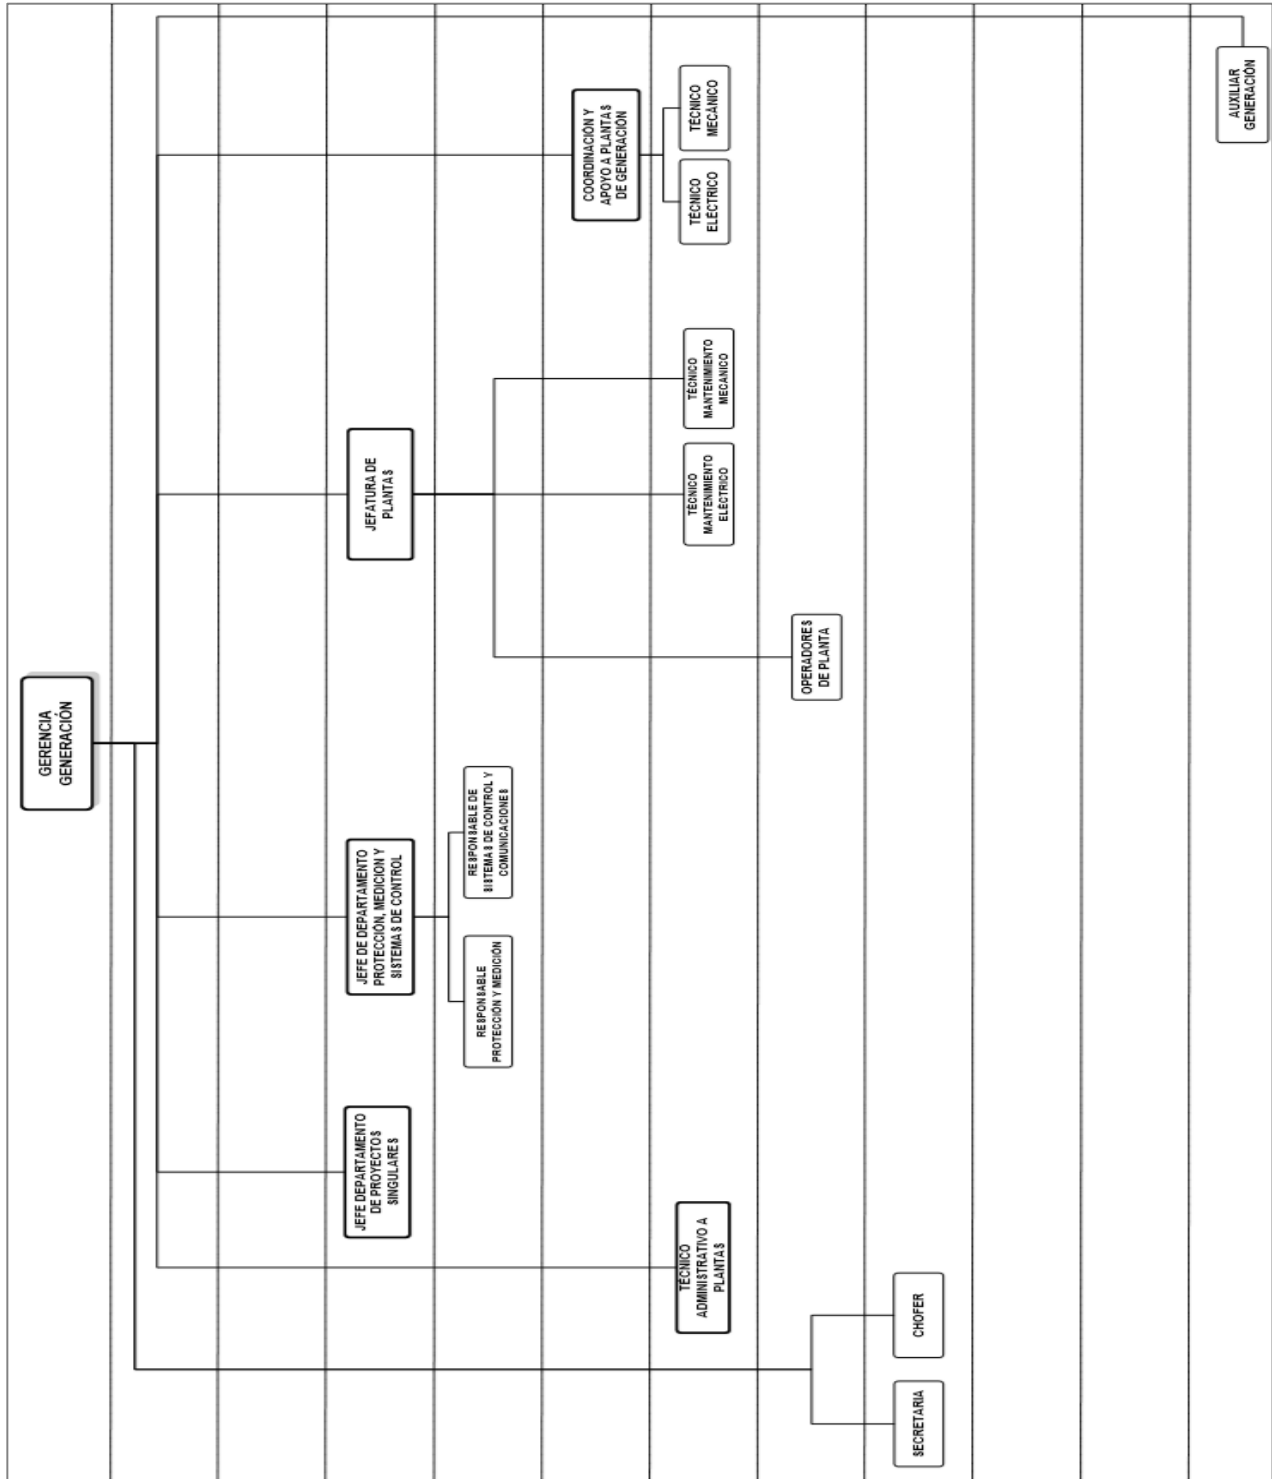 GERENCIA
GENERACIÓN
JEFE DEPARTAMENTO
DE PROYECTOS
SINGULARES
JEFE DE DEPARTAMENTO
PROTECCIÓN, MEDICION Y
SISTEMAS DE CONTROL
JEFATURA DE
PLANTAS
RESPONSABLE
PROTECCIÓN Y MEDICIÓN
RESPONSABLE DE
SISTEMAS DE CONTROL Y
COMUNICACIONES
COORDINACIÓN Y
APOYO A PLANTAS
DE GENERACIÓN
TÉCNICO
ADMINISTRATIVO A
PLANTAS
TÉCNICO
MANTENIMIENTO
ELÉCTRICO
TÉCNICO
MANTENIMIENTO
MECANICO
TÉCNICO
ELÉCTRICO
TÉCNICO
MECÁNICO
OPERADORES
DE PLANTA
SECRETARIA
CHOFER
AUXILIAR
GENERACIÓN